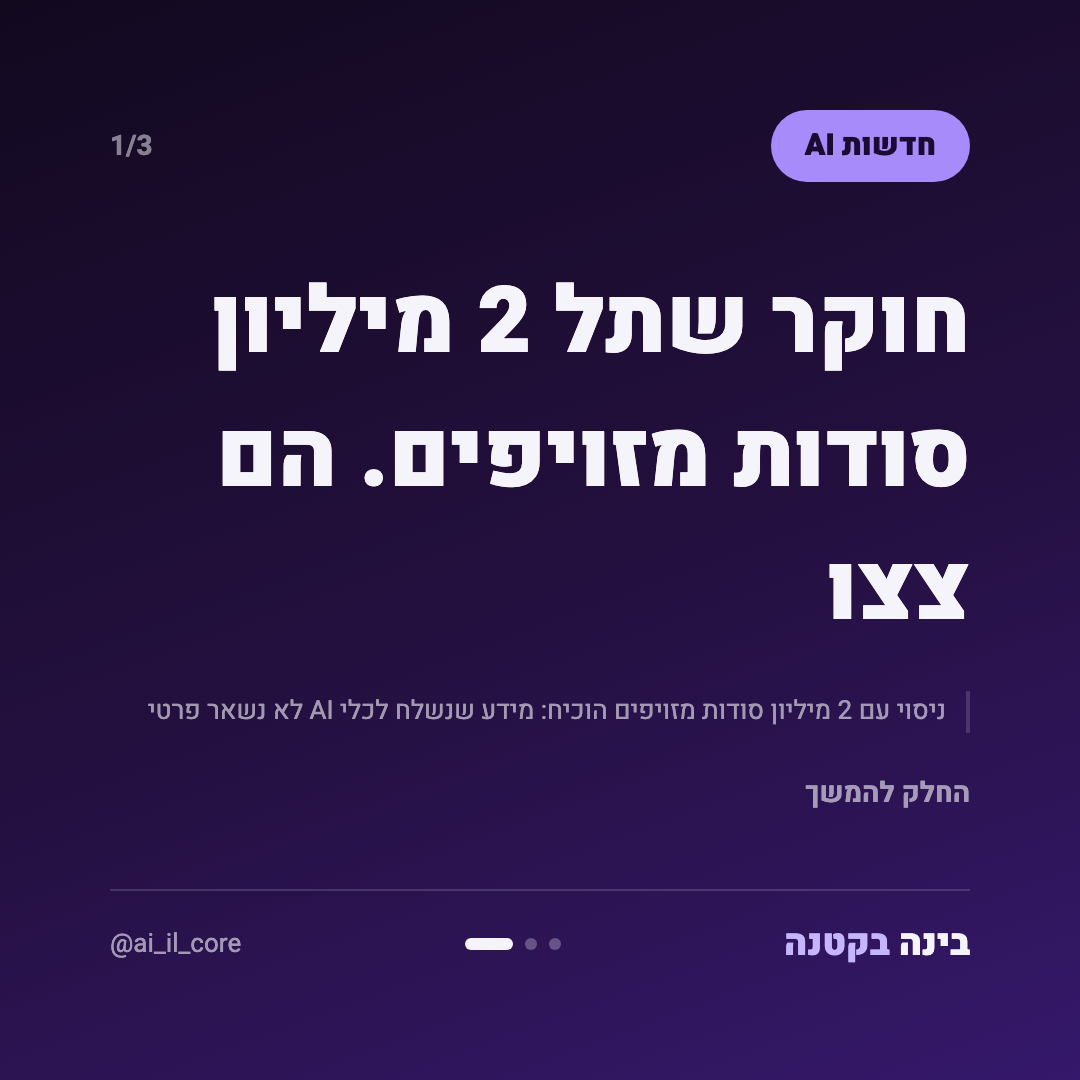 חדשות AI
1/3
חוקר שתל 2 מיליון
סודות מזויפים. הם
צצו
ניסוי עם 2 מיליון סודות מזויפים הוכיח: מידע שנשלח לכלי AI לא נשאר פרטי
החלק להמשך
בינה בקטנה
@ai_il_core